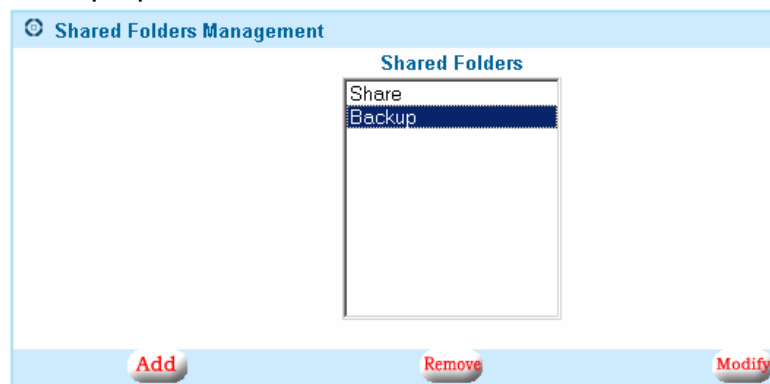 Shared Folders Management
Shared Folders
Share
Backup
Add
Remove
Modify